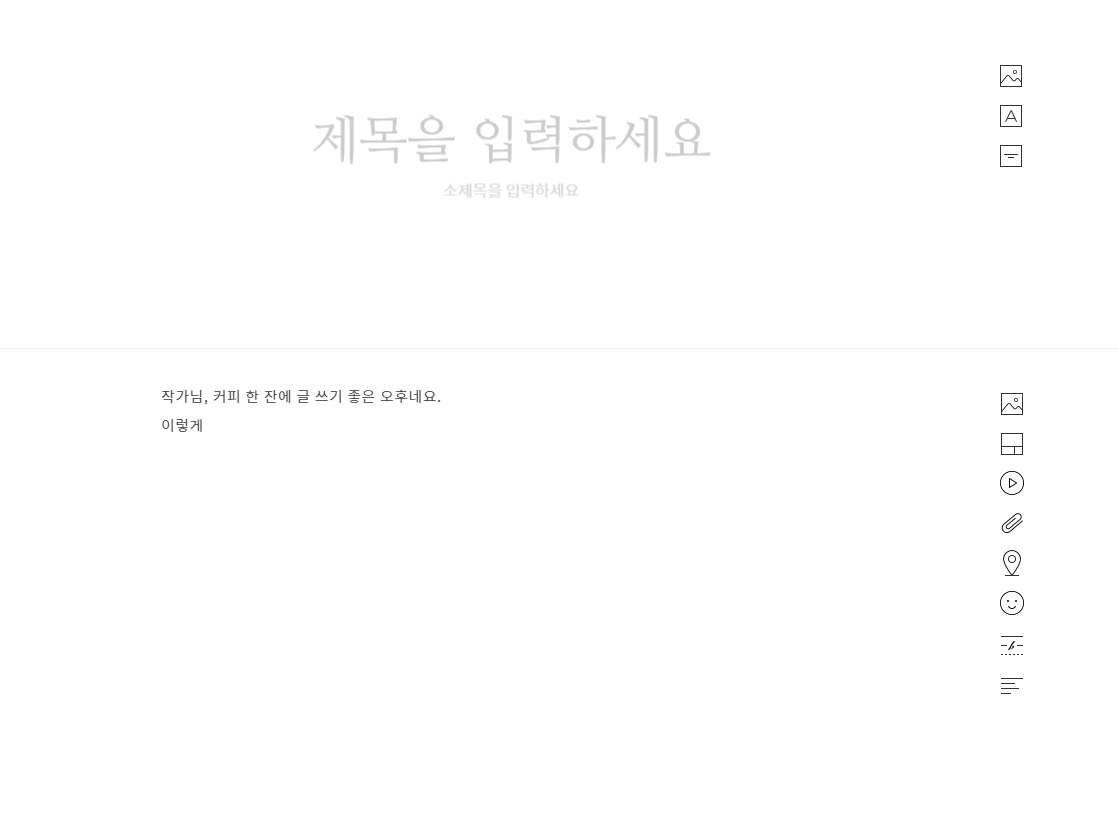 제목을 입력하세요
소제목을 입력하세요
작가님, 커피 한 잔에 글 쓰기 좋은 오후네요.
이렇게